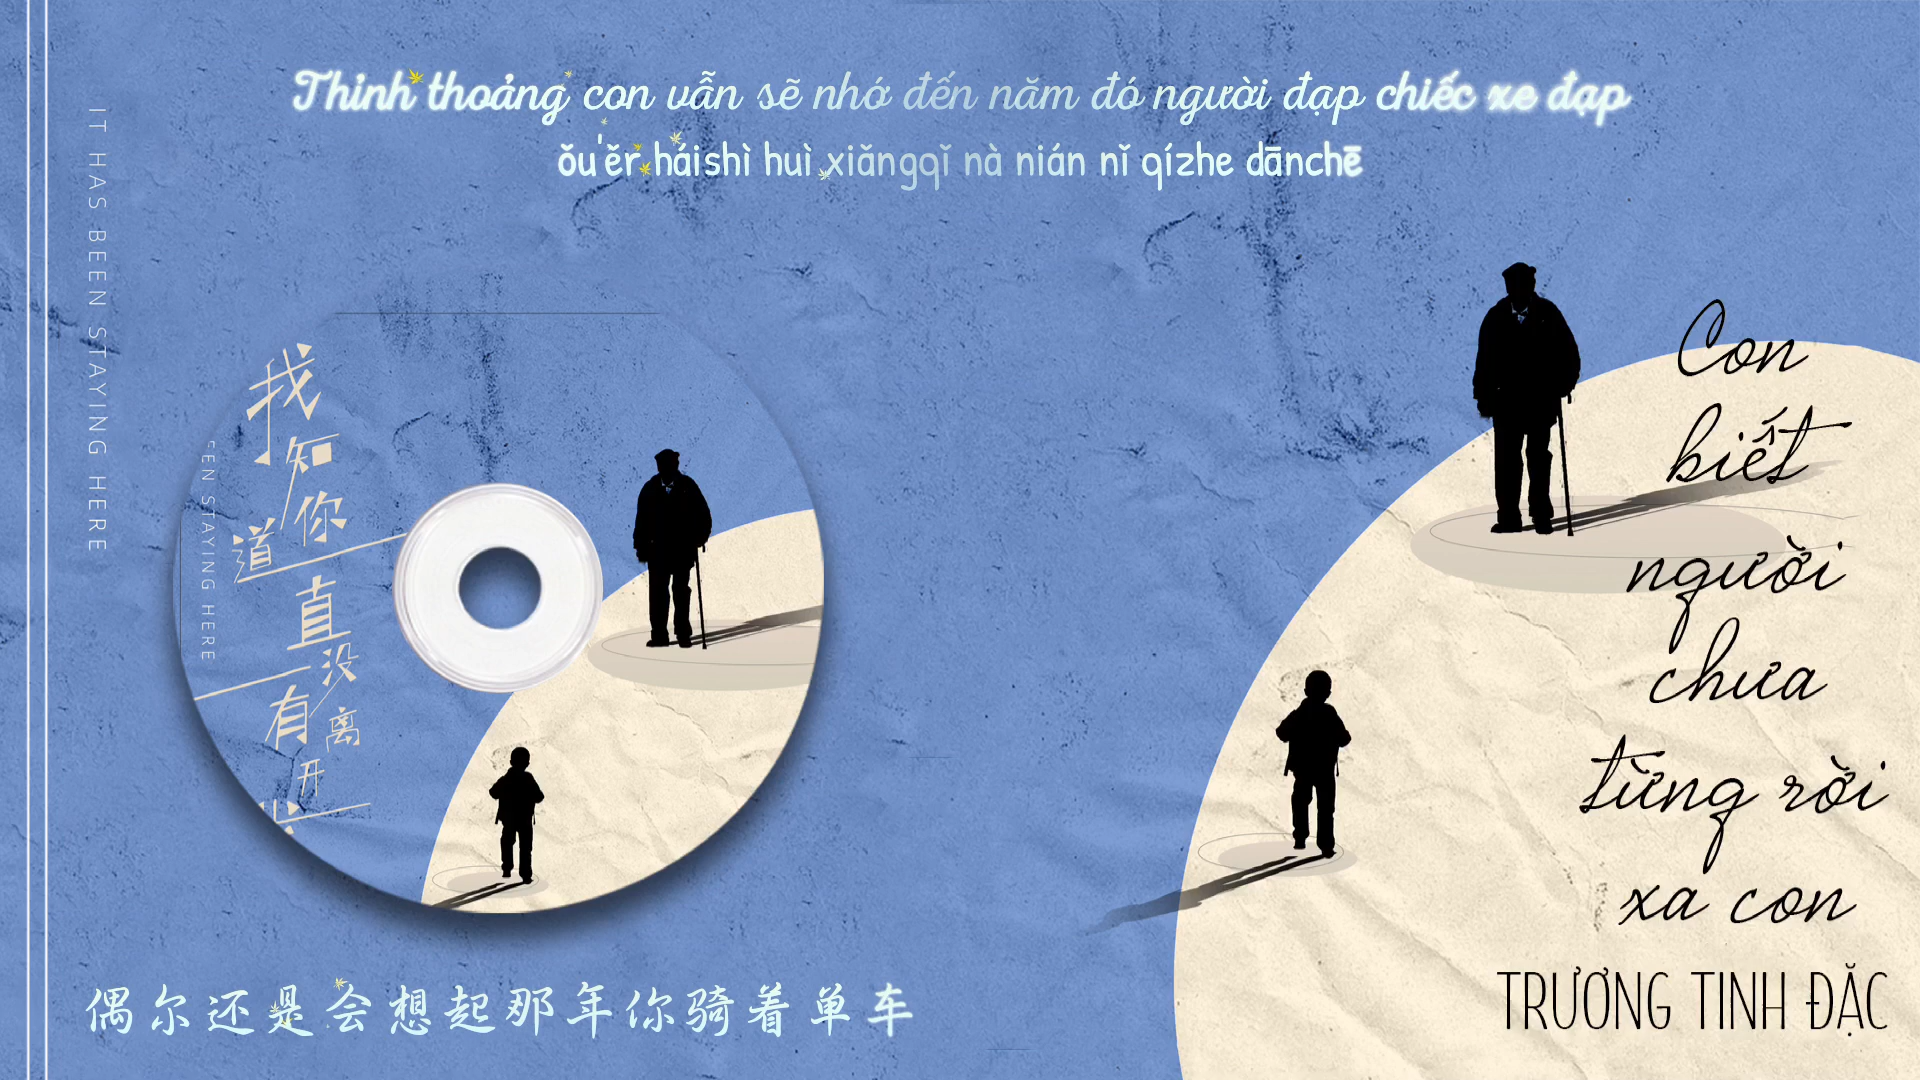 Thỉnh thoảng con vẫn sẽ nhớ đến năm đó người đạp chiếc xe đạp
ǒu'ěr háishì huì xiǎngqǐ nà nián nǐ qízhe dānchē
IT HAS BEEN STAYING HERE
我知道
你
一直没
有离开
EEN STAYING HERE
Con
biết
người
chưa
từng rời
xa con
TRƯƠNG TINH ĐẶC
偶尔还是会想起那年你骑着单车